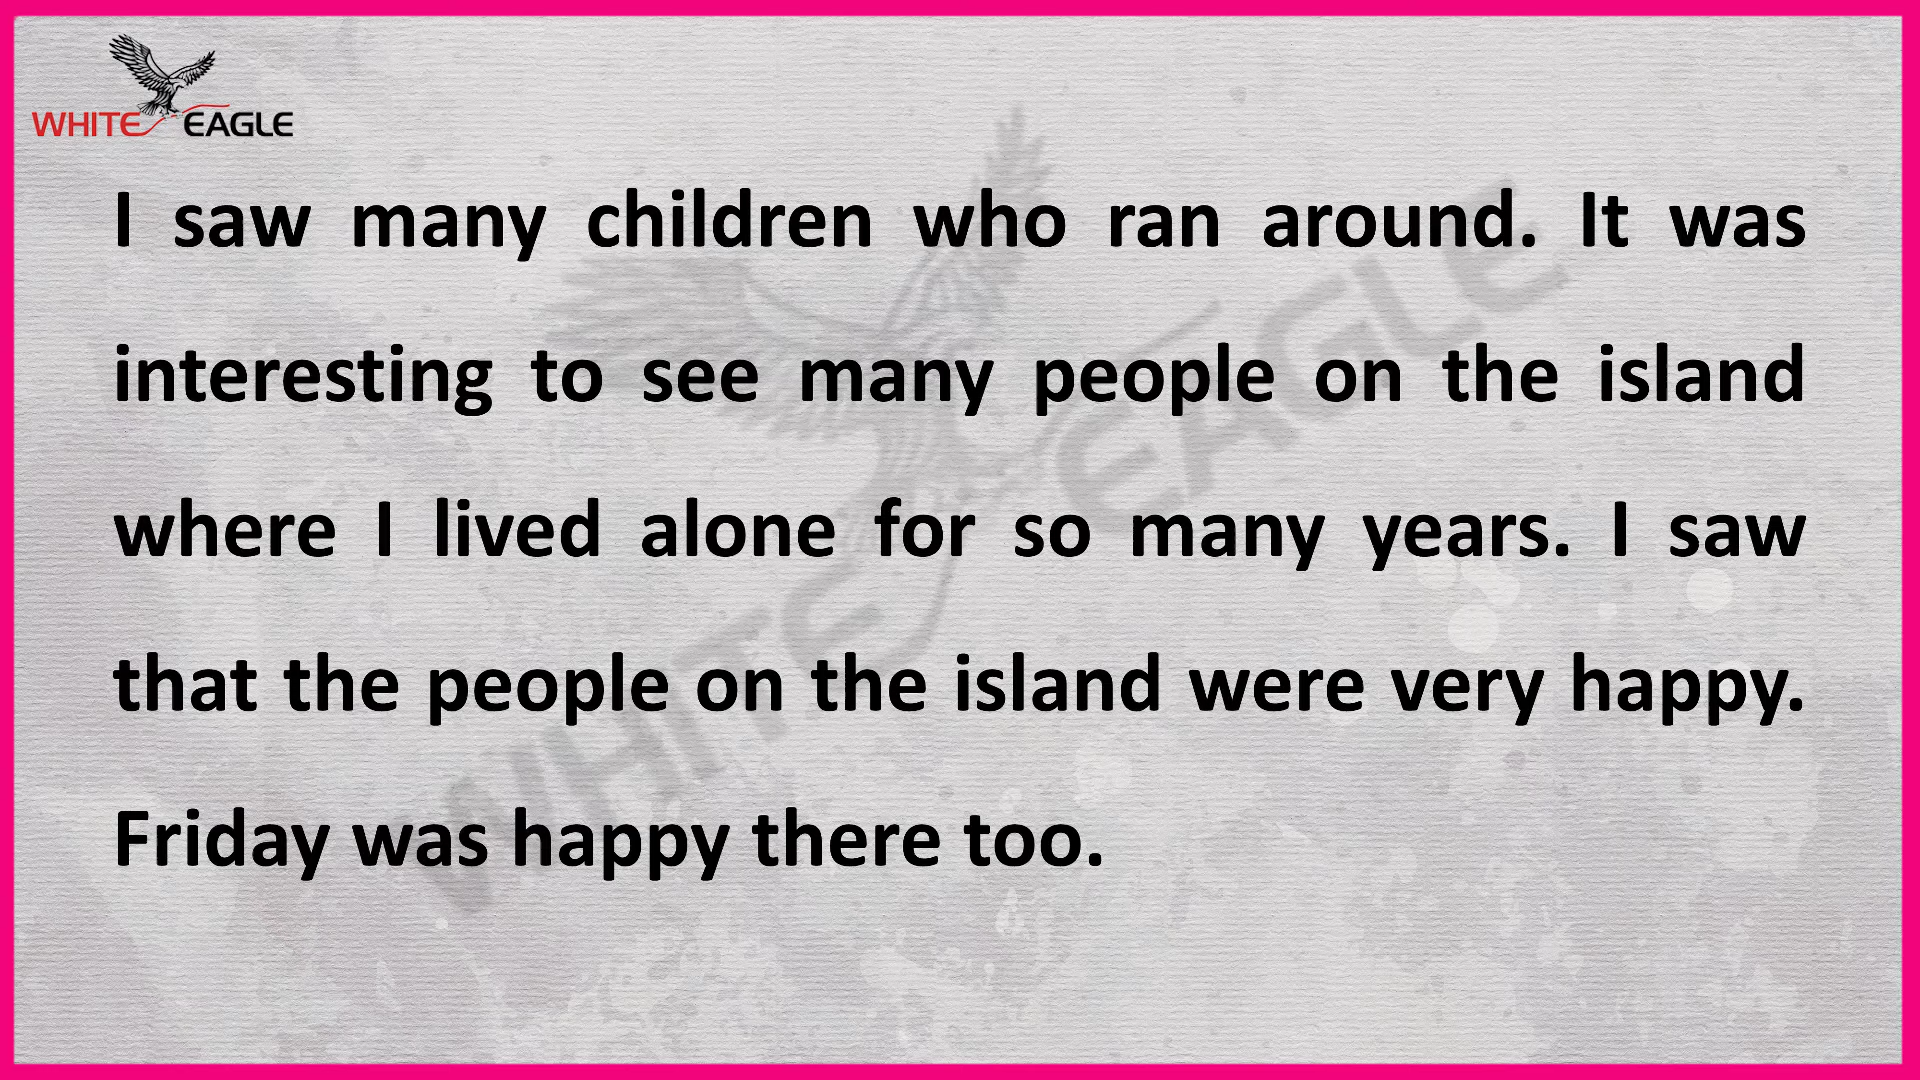 WHITE EAGLE
I saw many children who ran around. It was
interesting to see many people on the island
where I lived alone for so many years. I saw
that the people on the island were very happy.
Friday was happy there too.
WHITE EAGLE